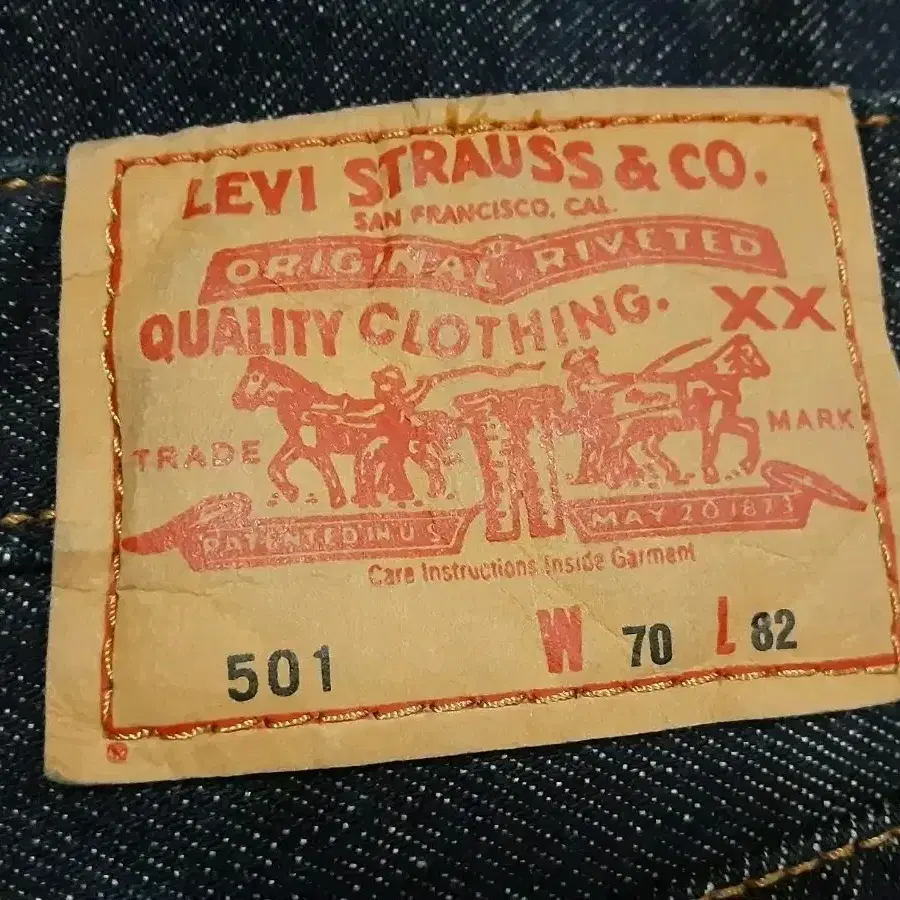 LEVI STRAUSS & CO.
SAN FRANCISCO, CAL.
ORIGINAL RIVETED
QUALITY CLOTHING. XX
TRADE MARK
PATENTED IN U S MAY 20 1873
Care Instructions Inside Garment
501 W 70 L 82